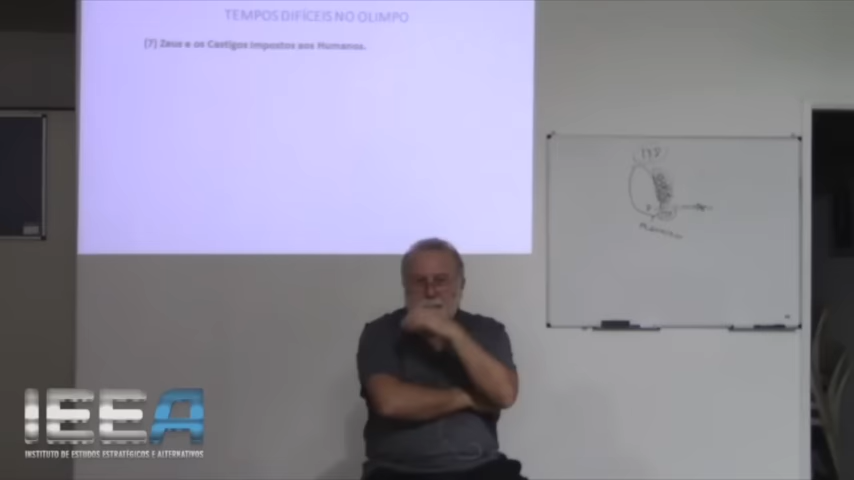 TEMPOS DIFÍCEIS NO OLIMPO
(7) Zeus e os Castigos Impostos aos Humanos.
IEEA
INSTITUTO DE ESTUDOS ESTRATÉGICOS E ALTERNATIVOS